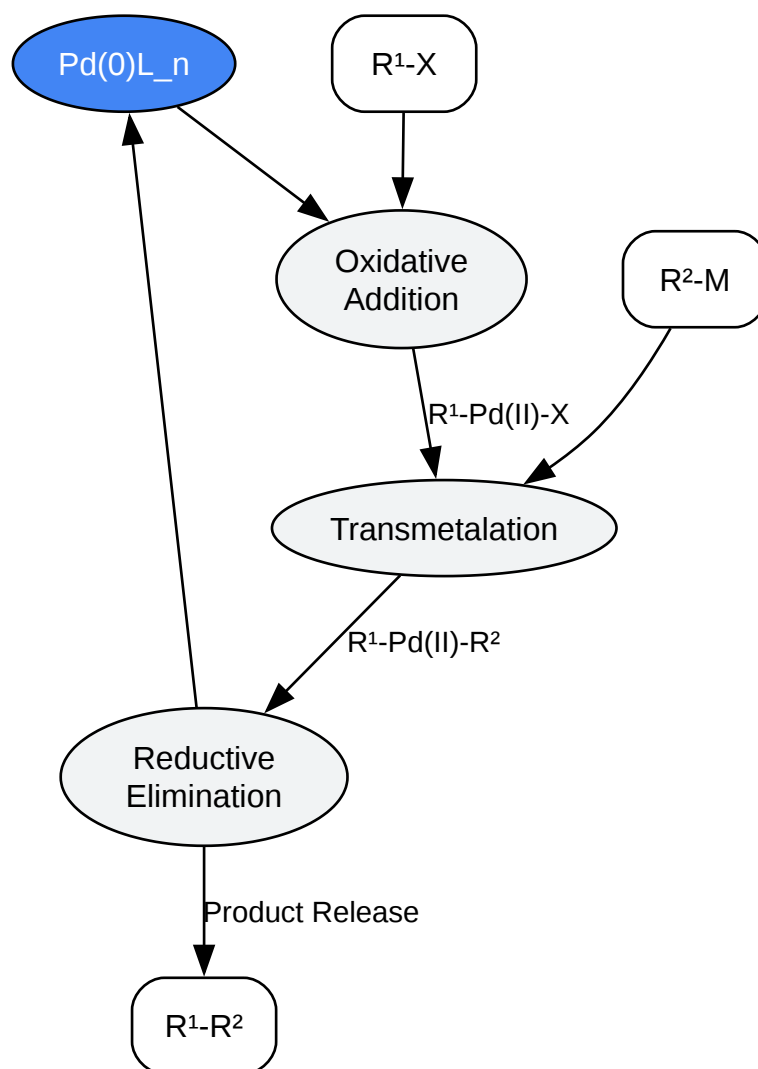 Pd(0)L_n
R¹-X
Oxidative
Addition
R²-M
R¹-Pd(II)-X
Transmetalation
R¹-Pd(II)-R²
Reductive
Elimination
Product Release
R¹-R²